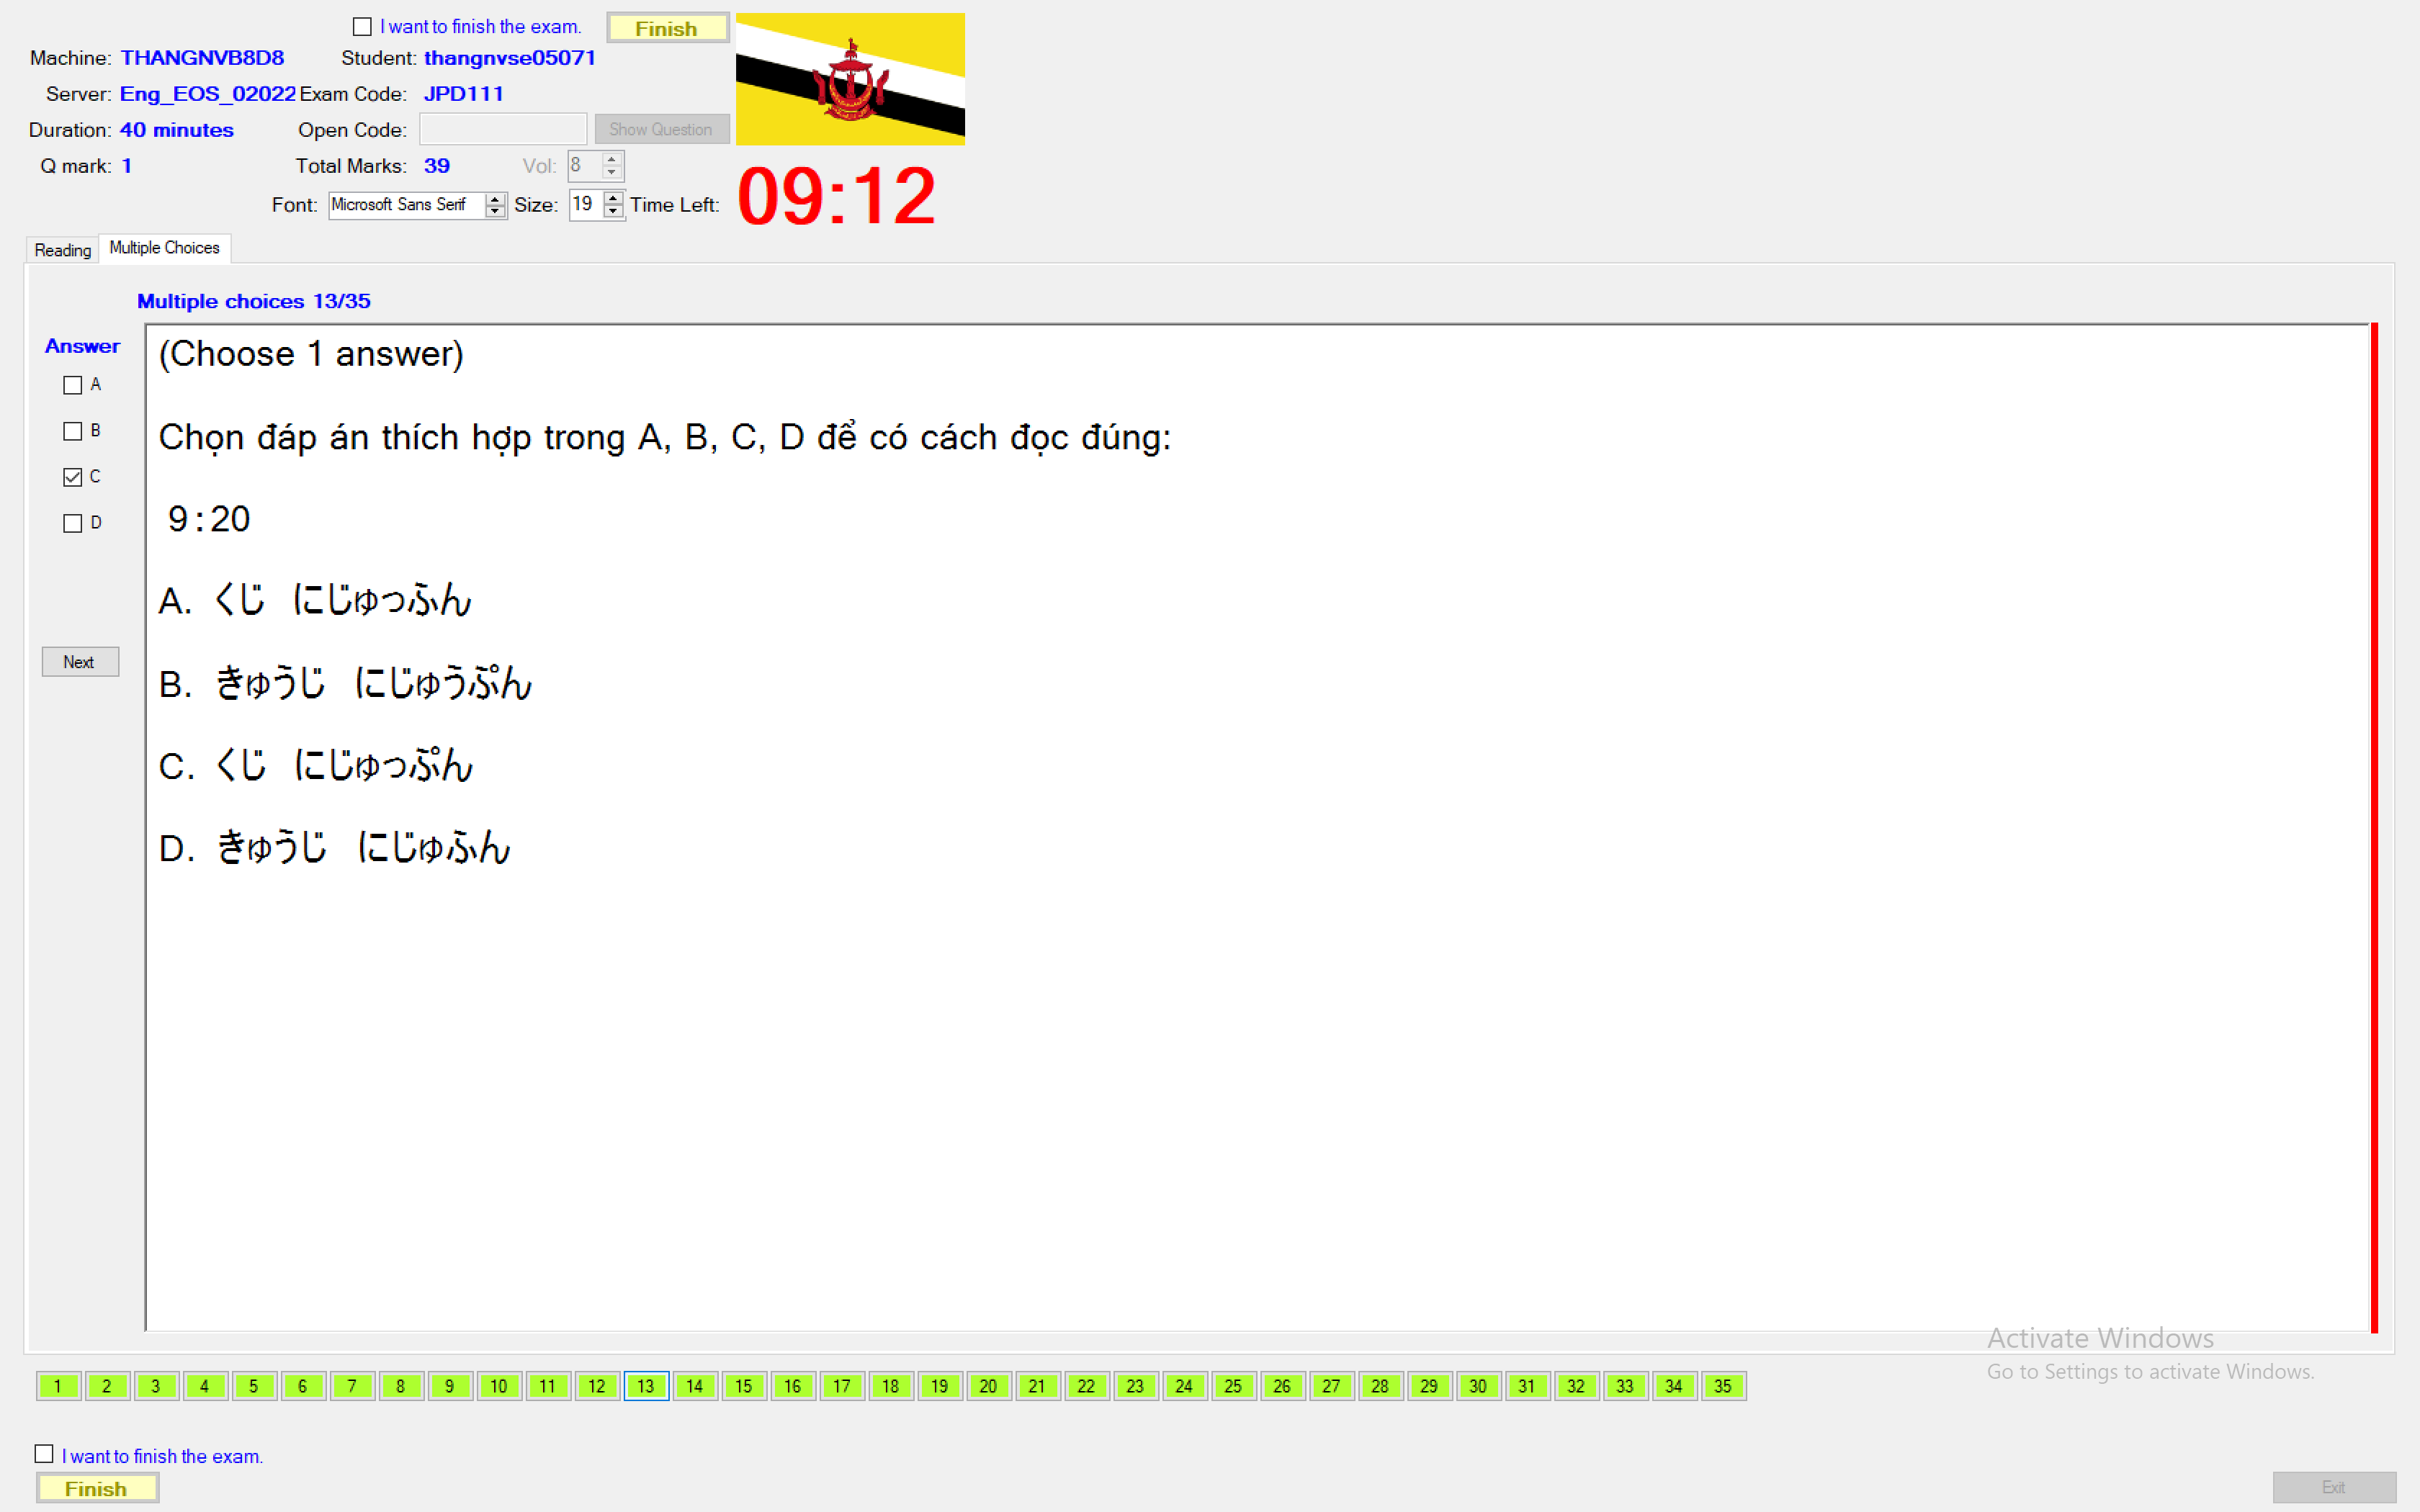 I want to finish the exam.
Finish
Machine: THANGNVB8D8
Student: thangnvse05071
Server: Eng_EOS_02022
Exam Code: JPD111
Duration: 40 minutes
Open Code:
Show Question
Q mark: 1
Total Marks: 39
Vol: 8
Font: Microsoft Sans Serif
Size: 19
Time Left: 09:12
Reading
Multiple Choices
Multiple choices 13/35
Answer
A
B
C
D
Next
(Choose 1 answer)
Chọn đáp án thích hợp trong A, B, C, D để có cách đọc đúng:
9:20
A. くじ にじゅっふん
B. きゅうじ にじゅうぷん
C. くじ にじゅっぷん
D. きゅうじ にじゅふん
Activate Windows
Go to Settings to activate Windows.
1 2 3 4 5 6 7 8 9 10 11 12 13 14 15 16 17 18 19 20 21 22 23 24 25 26 27 28 29 30 31 32 33 34 35
I want to finish the exam.
Finish
Exit